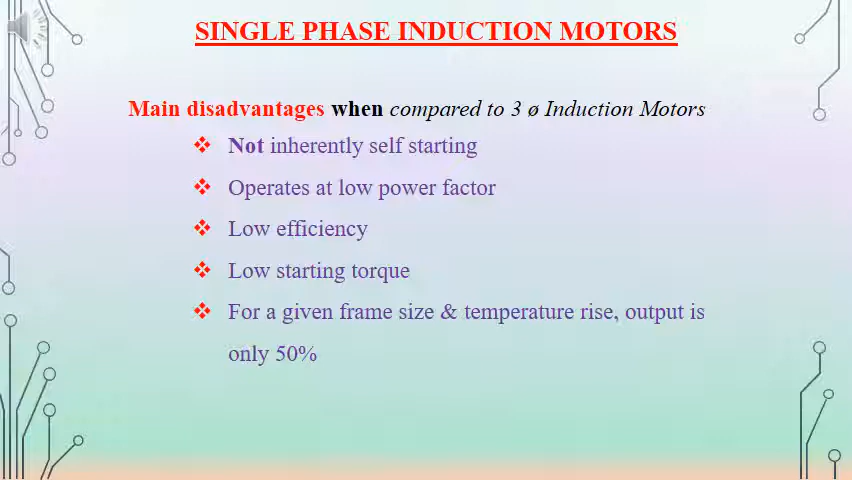 SINGLE PHASE INDUCTION MOTORS
Main disadvantages when compared to 3 ø Induction Motors
❖ Not inherently self starting
❖ Operates at low power factor
❖ Low efficiency
❖ Low starting torque
❖ For a given frame size & temperature rise, output is
only 50%